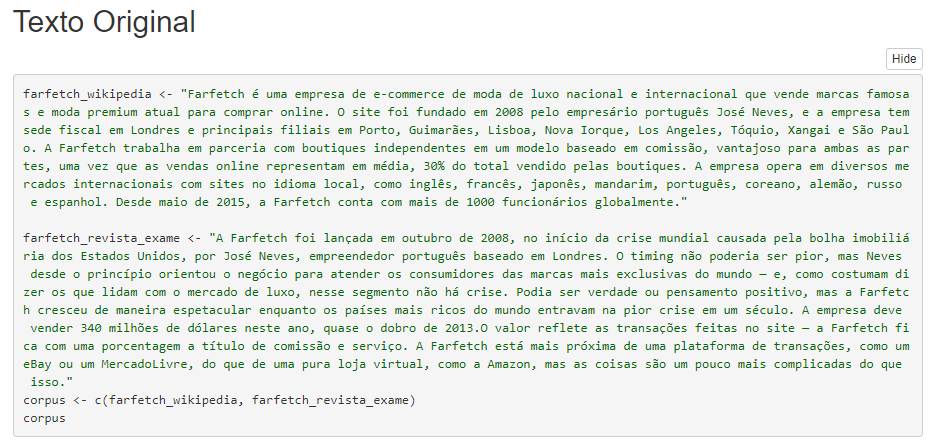 Texto Original
Hide
farfetch_wikipedia <- "Farfetch é uma empresa de e-commerce de moda de luxo nacional e internacional que vende marcas famosa
s e moda premium atual para comprar online. O site foi fundado em 2008 pelo empresário português José Neves, e a empresa tem
sede fiscal em Londres e principais filiais em Porto, Guimarães, Lisboa, Nova Iorque, Los Angeles, Tóquio, Xangai e São Paul
o. A Farfetch trabalha em parceria com boutiques independentes em um modelo baseado em comissão, vantajoso para ambas as par
tes, uma vez que as vendas online representam em média, 30% do total vendido pelas boutiques. A empresa opera em diversos me
rcados internacionais com sites no idioma local, como inglês, francês, japonês, mandarim, português, coreano, alemão, russo
e espanhol. Desde maio de 2015, a Farfetch conta com mais de 1000 funcionários globalmente."
farfetch_revista_exame <- "A Farfetch foi lançada em outubro de 2008, no início da crise mundial causada pela bolha imobiliá
ria dos Estados Unidos, por José Neves, empreendedor português baseado em Londres. O timing não poderia ser pior, mas Neves
desde o princípio orientou o negócio para atender os consumidores das marcas mais exclusivas do mundo — e, como costumam di
zer os que lidam com o mercado de luxo, nesse segmento não há crise. Podia ser verdade ou pensamento positivo, mas a Farfetc
h cresceu de maneira espetacular enquanto os países mais ricos do mundo entravam na pior crise em um século. A empresa deve
vender 340 milhões de dólares neste ano, quase o dobro de 2013.O valor reflete as transações feitas no site — a Farfetch fi
ca com uma porcentagem a título de comissão e serviço. A Farfetch está mais próxima de uma plataforma de transações, como um
eBay ou um MercadoLivre, do que de uma pura loja virtual, como a Amazon, mas as coisas são um pouco mais complicadas do que
isso."
corpus <- c(farfetch_wikipedia, farfetch_revista_exame)
corpus